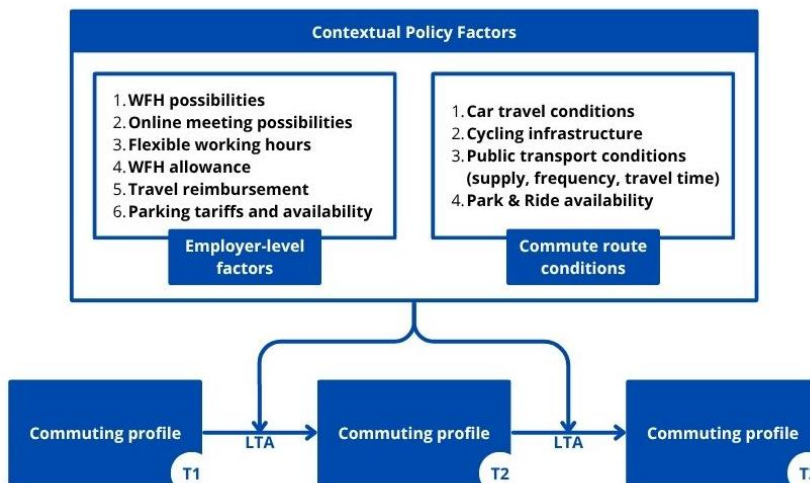 Contextual Policy Factors
1. WFH possibilities
2. Online meeting possibilities
3. Flexible working hours
4. WFH allowance
5. Travel reimbursement
6. Parking tariffs and availability
Employer-level
factors
1. Car travel conditions
2. Cycling infrastructure
3. Public transport conditions
(supply, frequency, travel time)
4. Park & Ride availability
Commute route
conditions
Commuting profile
T1
LTA
Commuting profile
T2
LTA
Commuting profile